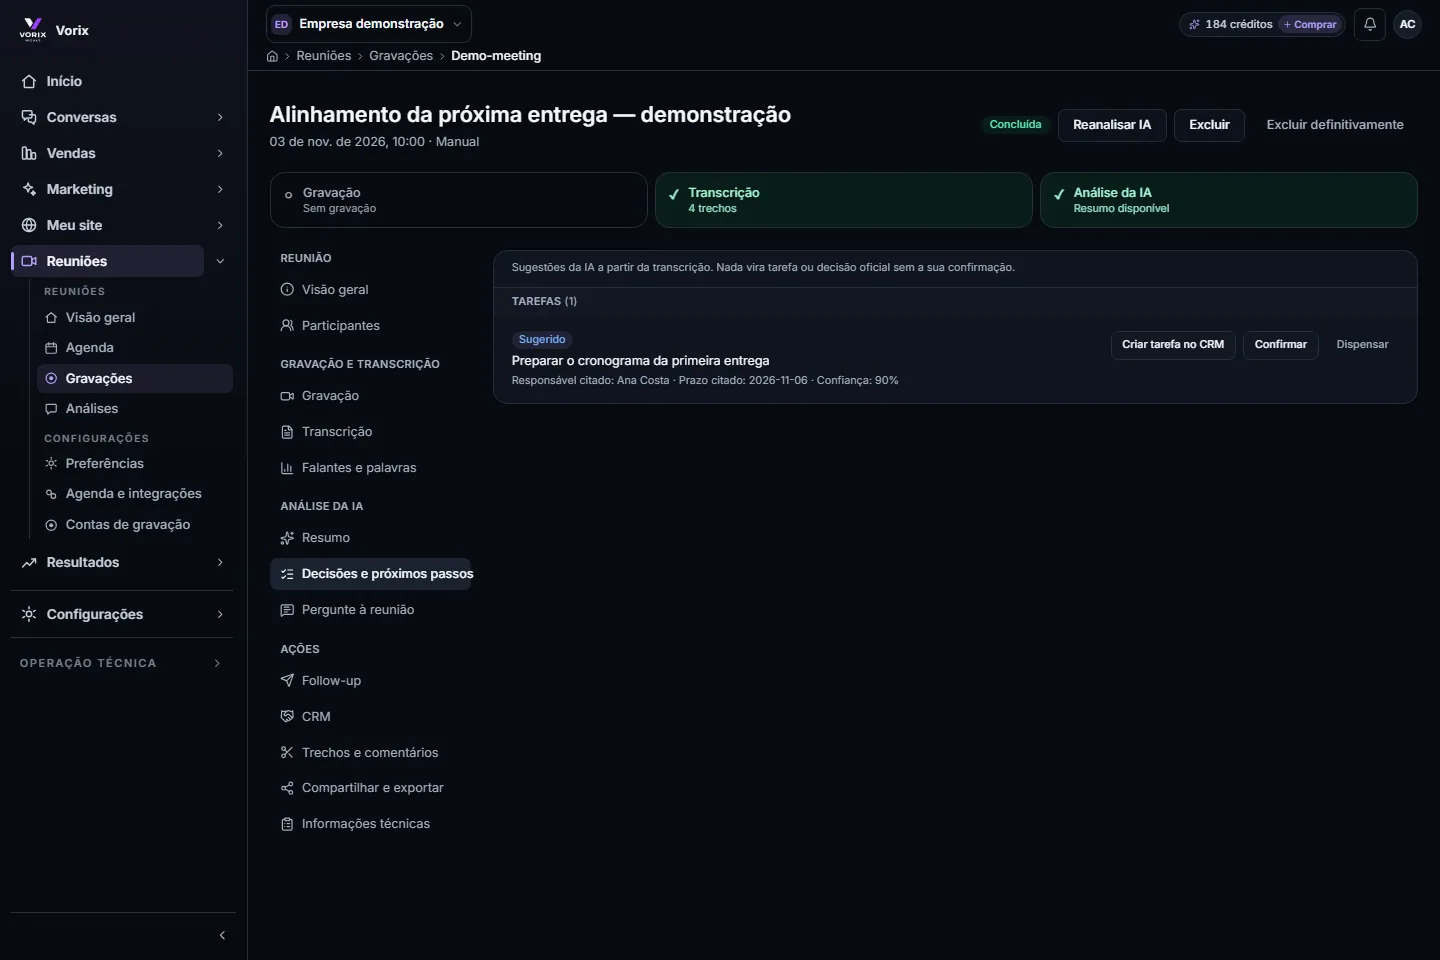 VORIX
Vorix
Início
Conversas
Vendas
Marketing
Meu site
Reuniões
REUNIÕES
Visão geral
Agenda
Gravações
Análises
CONFIGURAÇÕES
Preferências
Agenda e integrações
Contas de gravação
Resultados
Configurações
OPERAÇÃO TÉCNICA
ED Empresa demonstração
184 créditos + Comprar
AC
Reuniões Gravações Demo-meeting
Alinhamento da próxima entrega — demonstração
03 de nov. de 2026, 10:00 · Manual
Concluída Reanalisar IA Excluir Excluir definitivamente
Gravação
Sem gravação
Transcrição
4 trechos
Análise da IA
Resumo disponível
REUNIÃO
Visão geral
Participantes
GRAVAÇÃO E TRANSCRIÇÃO
Gravação
Transcrição
Falantes e palavras
ANÁLISE DA IA
Resumo
Decisões e próximos passos
Pergunte à reunião
AÇÕES
Follow-up
CRM
Trechos e comentários
Compartilhar e exportar
Informações técnicas
Sugestões da IA a partir da transcrição. Nada vira tarefa ou decisão oficial sem a sua confirmação.
TAREFAS (1)
Sugerido
Preparar o cronograma da primeira entrega
Responsável citado: Ana Costa · Prazo citado: 2026-11-06 · Confiança: 90%
Criar tarefa no CRM Confirmar Dispensar